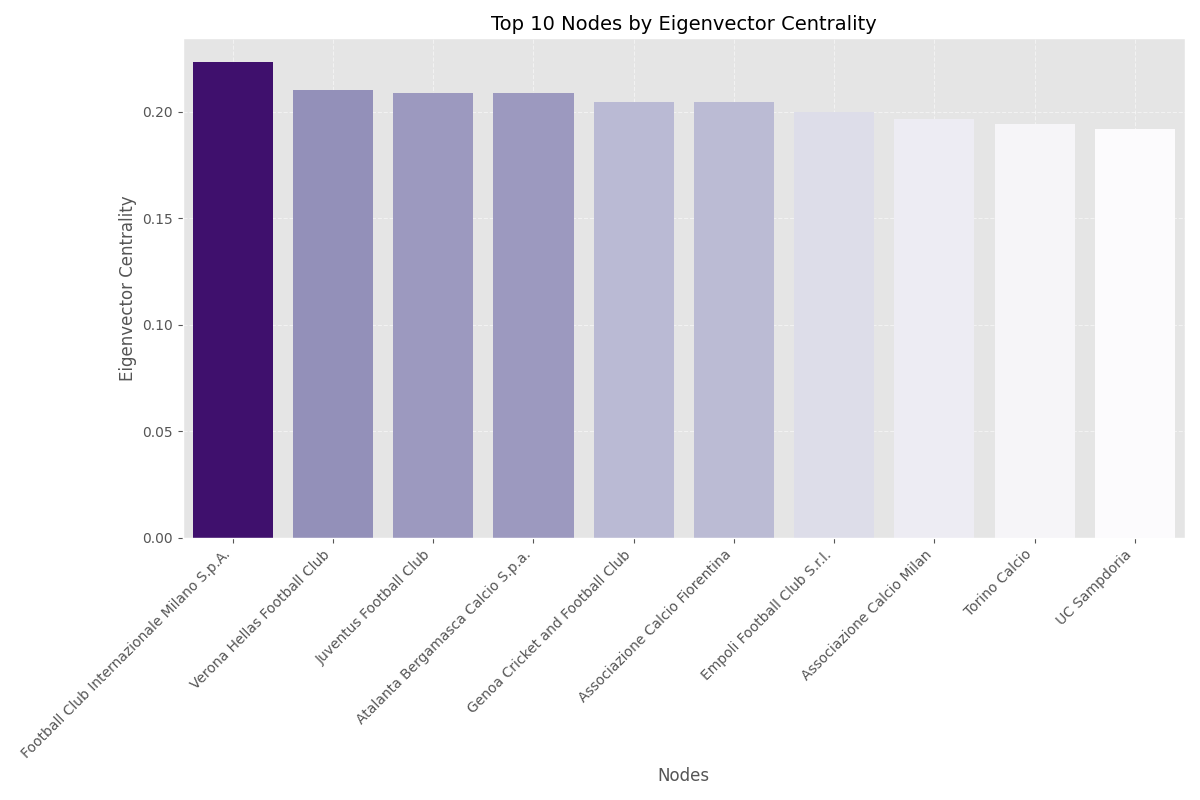 Top 10 Nodes by Eigenvector Centrality
Eigenvector Centrality
0.20
0.15
0.10
0.05
0.00
Football Club Internazionale Milano S.p.A.
Verona Hellas Football Club
Juventus Football Club
Atalanta Bergamasca Calcio S.p.a.
Genoa Cricket and Football Club
Associazione Calcio Fiorentina
Empoli Football Club S.r.l.
Associazione Calcio Milan
Torino Calcio
UC Sampdoria
Nodes